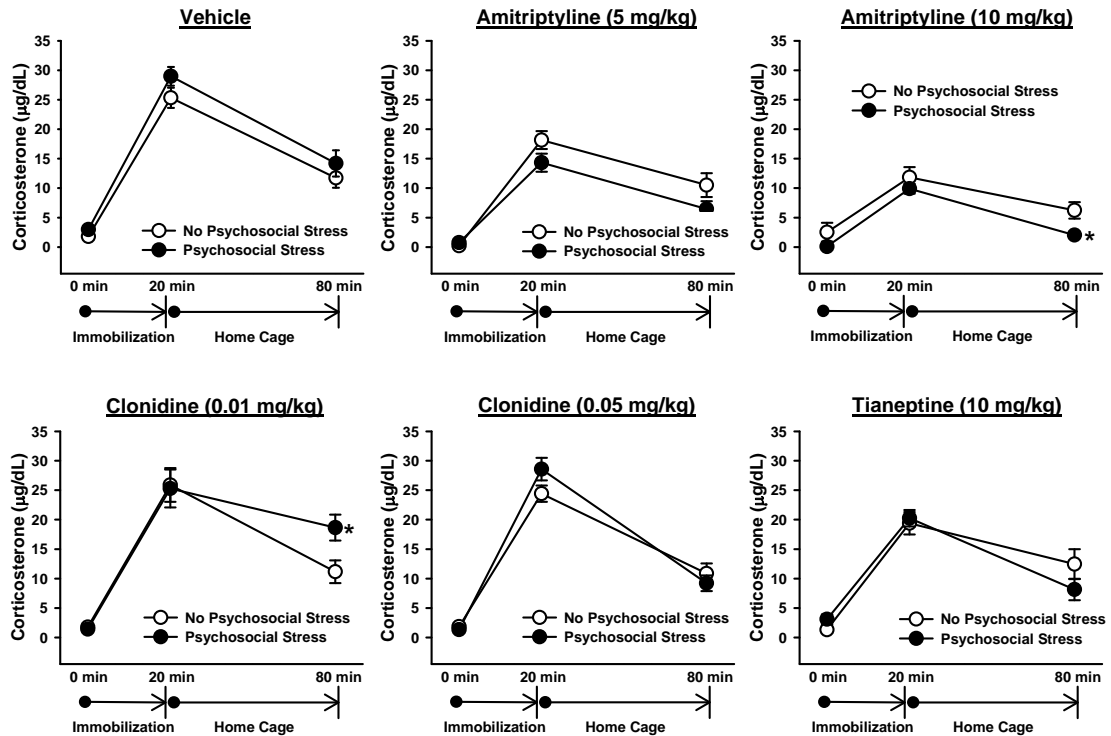 Vehicle
Corticosterone (µg/dL)
35
30
25
20
15
10
5
0
No Psychosocial Stress
Psychosocial Stress
0 min 20 min 80 min
Immobilization Home Cage
Amitriptyline (5 mg/kg)
Corticosterone (µg/dL)
35
30
25
20
15
10
5
0
No Psychosocial Stress
Psychosocial Stress
0 min 20 min 80 min
Immobilization Home Cage
Amitriptyline (10 mg/kg)
Corticosterone (µg/dL)
35
30
25
20
15
10
5
0
No Psychosocial Stress
Psychosocial Stress
*
0 min 20 min 80 min
Immobilization Home Cage
Clonidine (0.01 mg/kg)
Corticosterone (µg/dL)
35
30
25
20
15
10
5
0
*
No Psychosocial Stress
Psychosocial Stress
0 min 20 min 80 min
Immobilization Home Cage
Clonidine (0.05 mg/kg)
Corticosterone (µg/dL)
35
30
25
20
15
10
5
0
No Psychosocial Stress
Psychosocial Stress
0 min 20 min 80 min
Immobilization Home Cage
Tianeptine (10 mg/kg)
Corticosterone (µg/dL)
35
30
25
20
15
10
5
0
No Psychosocial Stress
Psychosocial Stress
0 min 20 min 80 min
Immobilization Home Cage